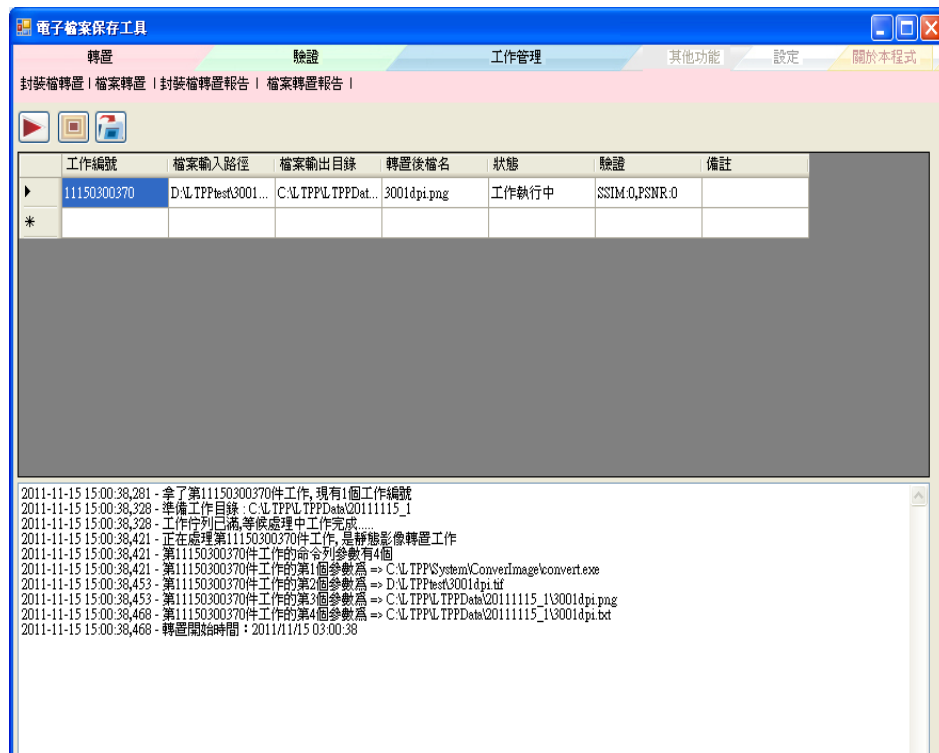 電子檔案保存工具
轉置 驗證 工作管理 其他功能 設定 關於本程式
封裝檔轉置 | 檔案轉置 | 封裝檔轉置報告 | 檔案轉置報告 |
工作編號 檔案輸入路徑 檔案輸出目錄 轉置後檔名 狀態 驗證 備註
11150300370 D:\LTPPtest\3001... C:\LTPP\LTPPDat... 3001dpi.png 工作執行中 SSIM:0,PSNR:0
2011-11-15 15:00:38,281 - 拿了第11150300370件工作, 現有1個工作編號
2011-11-15 15:00:38,328 - 準備工作目錄 : C:\LTPP\LTPPData\20111115_1
2011-11-15 15:00:38,328 - 工作佇列已滿,等候處理中工作完成.....
2011-11-15 15:00:38,421 - 正在處理第11150300370件工作, 是靜態影像轉置工作
2011-11-15 15:00:38,421 - 第11150300370件工作的命令列參數有4個
2011-11-15 15:00:38,421 - 第11150300370件工作的第1個參數為 => C:\LTPP\System\ConverImage\convert.exe
2011-11-15 15:00:38,453 - 第11150300370件工作的第2個參數為 => D:\LTPPtest\3001dpi.tif
2011-11-15 15:00:38,453 - 第11150300370件工作的第3個參數為 => C:\LTPP\LTPPData\20111115_1\3001dpi.png
2011-11-15 15:00:38,468 - 第11150300370件工作的第4個參數為 => C:\LTPP\LTPPData\20111115_1\3001dpi.txt
2011-11-15 15:00:38,468 - 轉置開始時間：2011/11/15 03:00:38